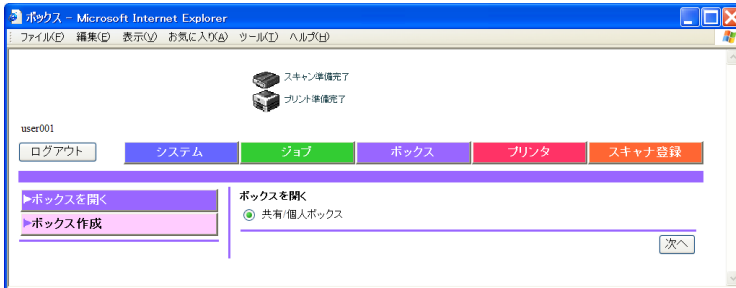 ボックス - Microsoft Internet Explorer
ファイル(F) 編集(E) 表示(V) お気に入り(A) ツール(T) ヘルプ(H)
スキャン準備完了
プリント準備完了
user001
ログアウト システム ジョブ ボックス プリンタ スキャナ登録
▶ボックスを開く
▶ボックス作成
ボックスを開く
共有/個人ボックス
次へ